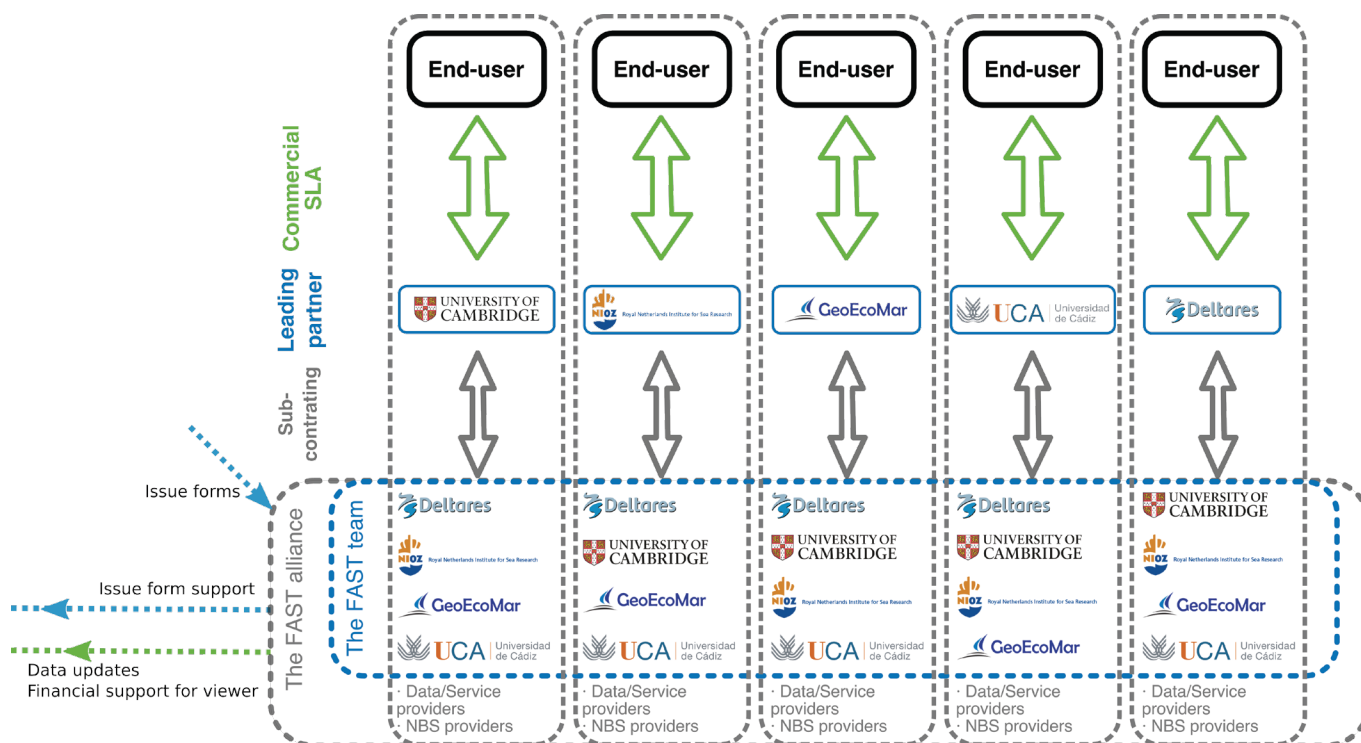 End-user
End-user
End-user
End-user
End-user
Commercial
SLA
Leading
partner
UNIVERSITY OF
CAMBRIDGE
NIOZ
Royal Netherlands Institute for Sea Research
GeoEcoMar
UCA
Universidad
de Cádiz
Deltares
Sub-
contrating
Issue forms
Issue form support
Data updates
Financial support for viewer
The FAST alliance
The FAST team
Deltares
NIOZ
Royal Netherlands Institute for Sea Research
GeoEcoMar
UCA
Universidad
de Cádiz
· Data/Service
providers
· NBS providers
Deltares
UNIVERSITY OF
CAMBRIDGE
GeoEcoMar
UCA
Universidad
de Cádiz
· Data/Service
providers
· NBS providers
Deltares
UNIVERSITY OF
CAMBRIDGE
NIOZ
Royal Netherlands Institute for Sea Research
UCA
Universidad
de Cádiz
· Data/Service
providers
· NBS providers
Deltares
UNIVERSITY OF
CAMBRIDGE
NIOZ
Royal Netherlands Institute for Sea Research
GeoEcoMar
· Data/Service
providers
· NBS providers
UNIVERSITY OF
CAMBRIDGE
NIOZ
Royal Netherlands Institute for Sea Research
GeoEcoMar
UCA
Universidad
de Cádiz
· Data/Service
providers
· NBS providers